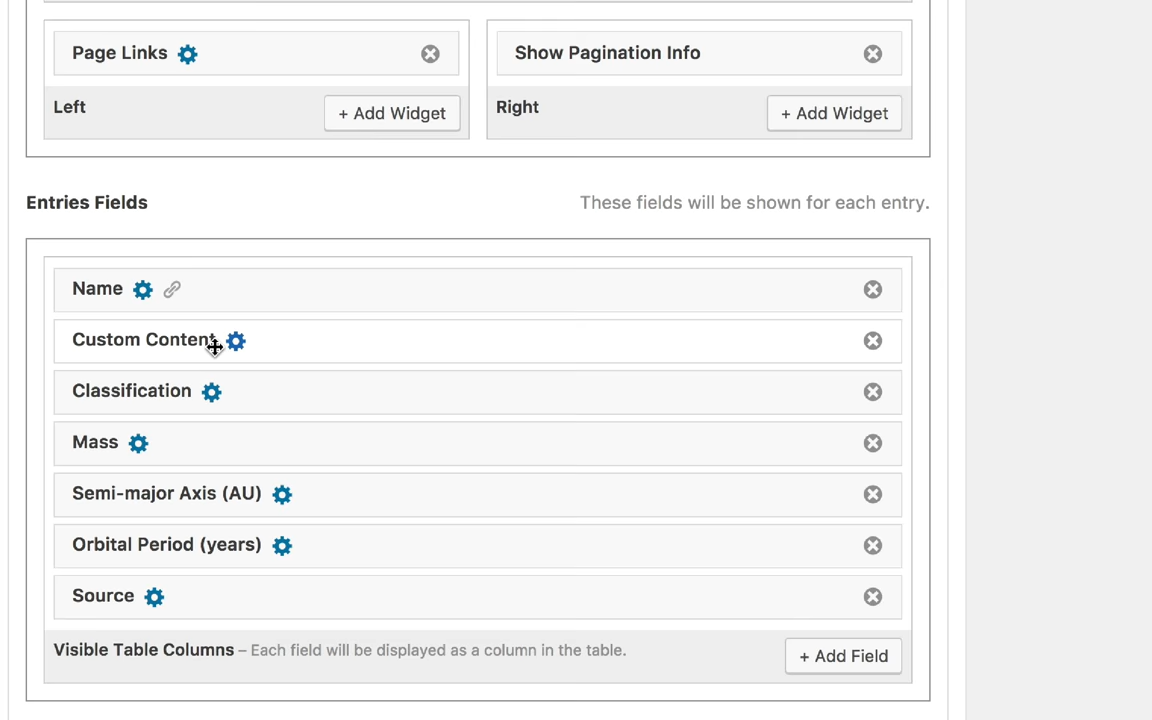 Page Links
Show Pagination Info
Left
+ Add Widget
Right
+ Add Widget
Entries Fields
These fields will be shown for each entry.
Name
Custom Content
Classification
Mass
Semi-major Axis (AU)
Orbital Period (years)
Source
Visible Table Columns – Each field will be displayed as a column in the table.
+ Add Field